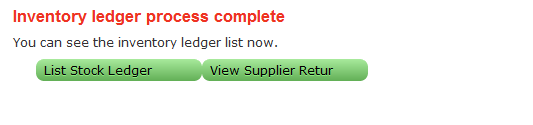 Inventory ledger process complete
You can see the inventory ledger list now.
List Stock Ledger View Supplier Retur